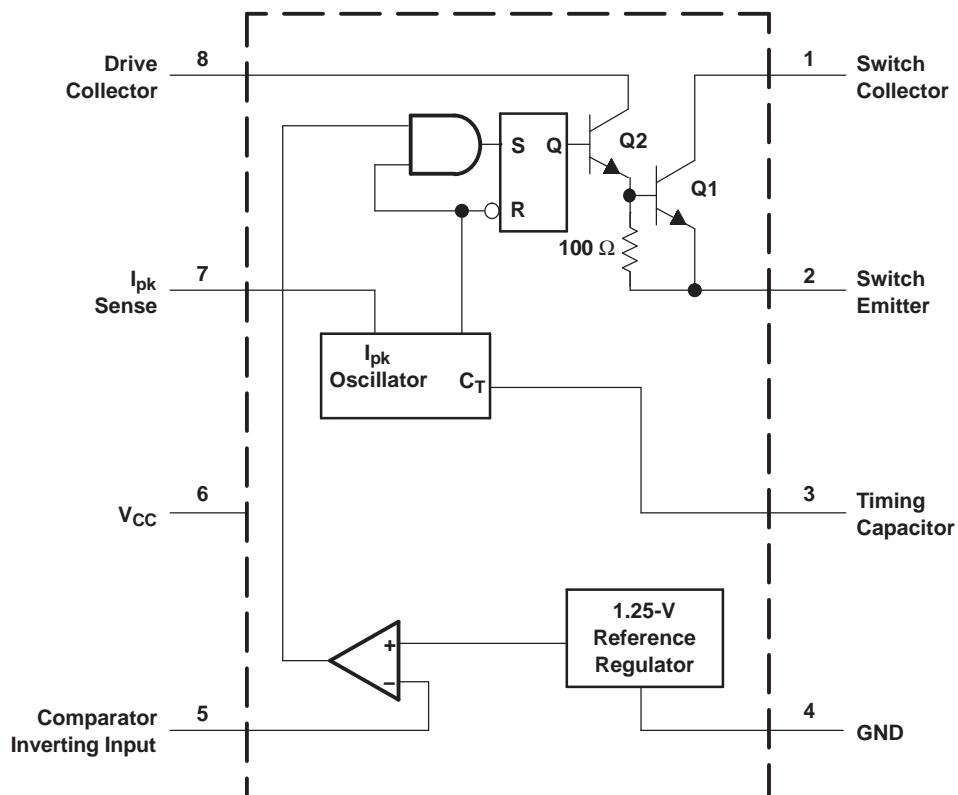 Drive
Collector
8
1
Switch
Collector
S
Q
R
Q2
Q1
100 Ω
Ipk
Sense
7
2
Switch
Emitter
Ipk
Oscillator
CT
VCC
6
3
Timing
Capacitor
1.25-V
Reference
Regulator
+
−
Comparator
Inverting Input
5
4
GND